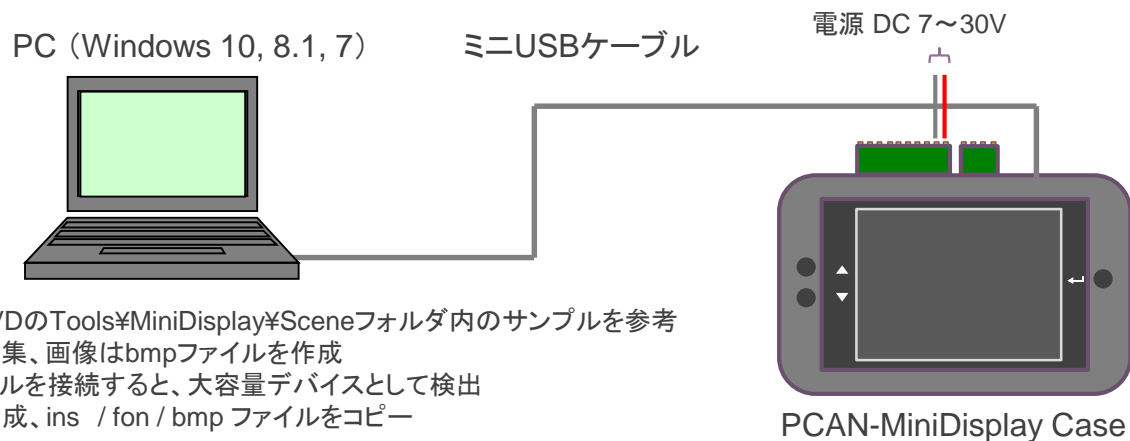 電源 DC 7～30V
PC（Windows 10, 8.1, 7）
ミニUSBケーブル
DのTools¥MiniDisplay¥Sceneフォルダ内のサンプルを参考
集、画像はbmpファイルを作成
ルを接続すると、大容量デバイスとして検出
成、ins / fon / bmp ファイルをコピー
PCAN-MiniDisplay Case